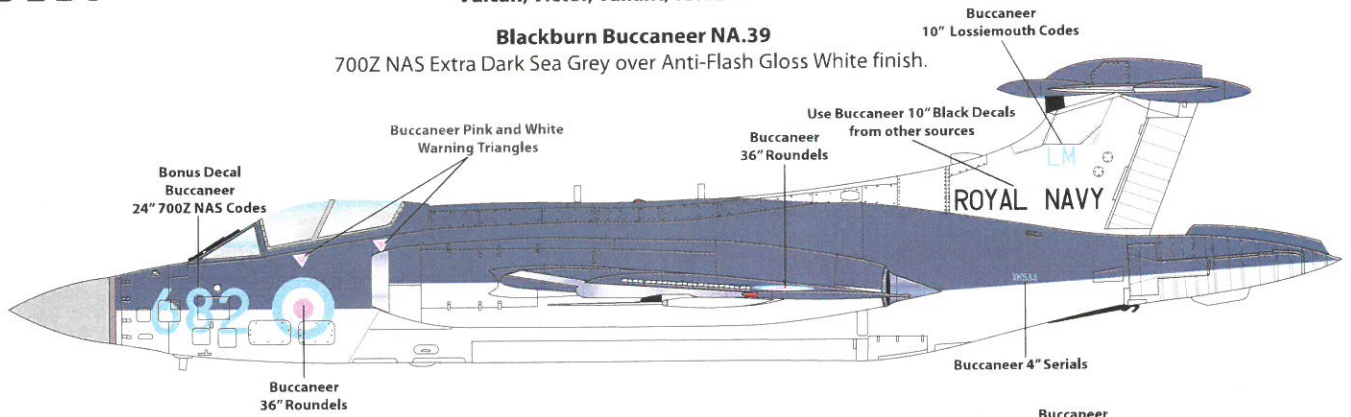 Blackburn Buccaneer NA.39
700Z NAS Extra Dark Sea Grey over Anti-Flash Gloss White finish.
Buccaneer
10" Lossiemouth Codes
Use Buccaneer 10" Black Decals
from other sources
Buccaneer Pink and White
Warning Triangles
Buccaneer
36" Roundels
Bonus Decal
Buccaneer
24" 700Z NAS Codes
LM
ROYAL NAVY
XK533
682
Buccaneer 4" Serials
Buccaneer
36" Roundels
Buccaneer